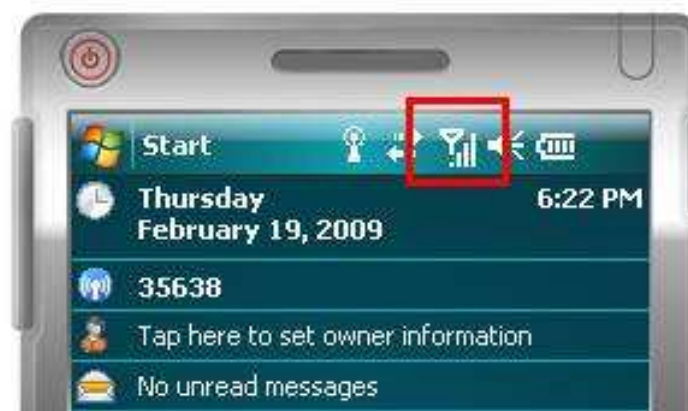 Start
Thursday 6:22 PM
February 19, 2009
35638
Tap here to set owner information
No unread messages